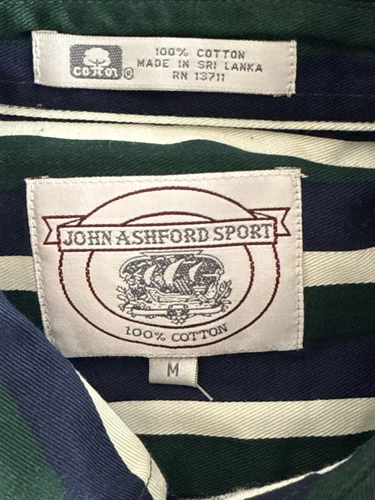 cotton®
100% COTTON
MADE IN SRI LANKA
RN 13711
JOHN ASHFORD SPORT
100% COTTON
M